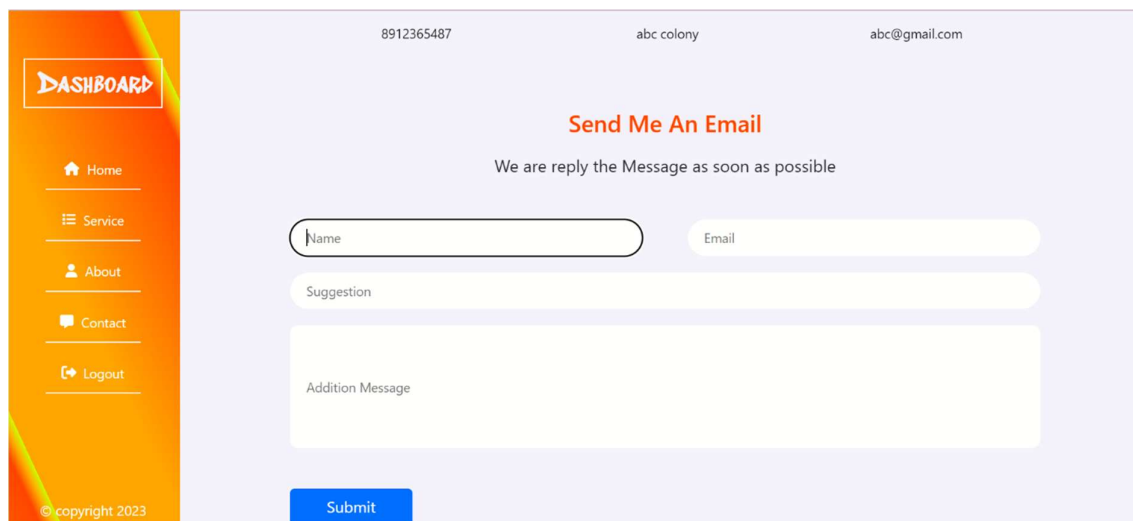 DASHBOARD
Home
Service
About
Contact
Logout
© copyright 2023
8912365487 abc colony abc@gmail.com
Send Me An Email
We are reply the Message as soon as possible
Name Email
Suggestion
Addition Message
Submit